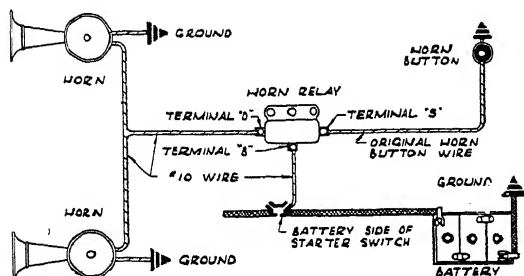 GROUND
HORN
HORN RELAY
HORN
BUTTON
TERMINAL "D"
TERMINAL "S"
TERMINAL "B"
ORIGINAL HORN
BUTTON WIRE
#10 WIRE
GROUND
HORN
BATTERY SIDE OF
STARTER SWITCH
GROUND
BATTERY